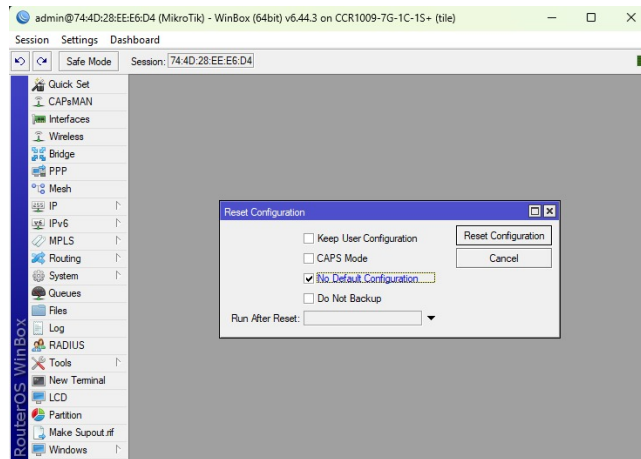 admin@74:4D:28:EE:E6:D4 (MikroTik) - WinBox (64bit) v6.44.3 on CCR1009-7G-1C-1S+ (tile)
Session Settings Dashboard
Safe Mode Session: 74:4D:28:EE:E6:D4
Quick Set
CAPsMAN
Interfaces
Wireless
Bridge
PPP
Mesh
IP
IPv6
MPLS
Routing
System
Queues
Files
Log
RADIUS
Tools
New Terminal
LCD
Partition
Make Supout.rif
Windows
RouterOS WinBox
Reset Configuration
Keep User Configuration
CAPS Mode
No Default Configuration
Do Not Backup
Run After Reset:
Reset Configuration
Cancel